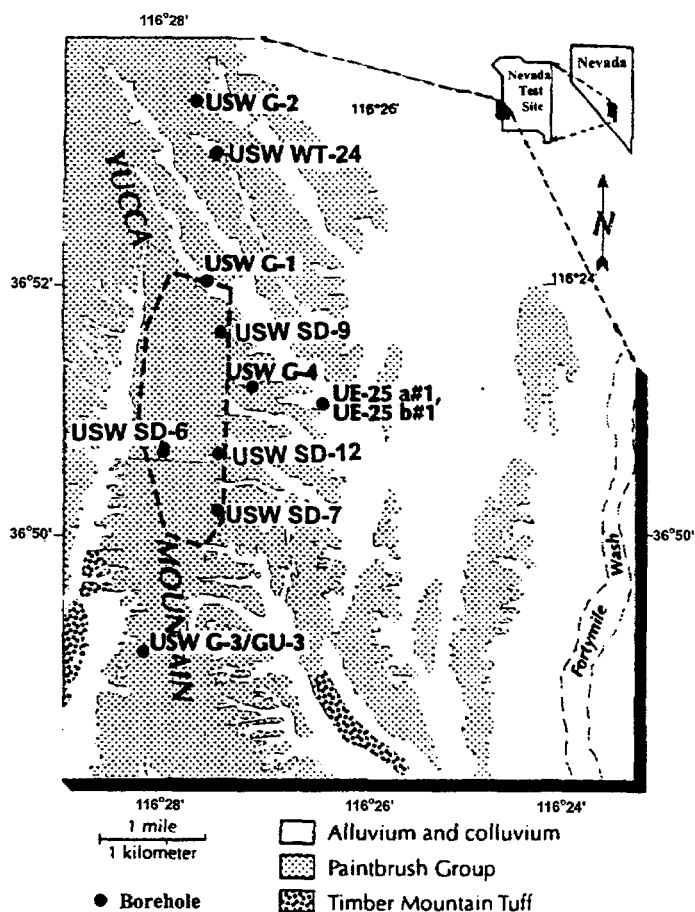 116°28'
Nevada
Nevada
Test
Site
USW G-2
116°26'
USW WT-24
YUCCA
N
36°52'
USW G-1
116°24'
USW SD-9
USW G-4
UE-25 a#1,
UE-25 b#1
USW SD-6
USW SD-12
USW SD-7
36°50'
36°50'
MOUNTAIN
Wash
Fortymile
USW G-3/GU-3
116°28'
116°26'
116°24'
1 mile
1 kilometer
Alluvium and colluvium
Paintbrush Group
Borehole
Timber Mountain Tuff